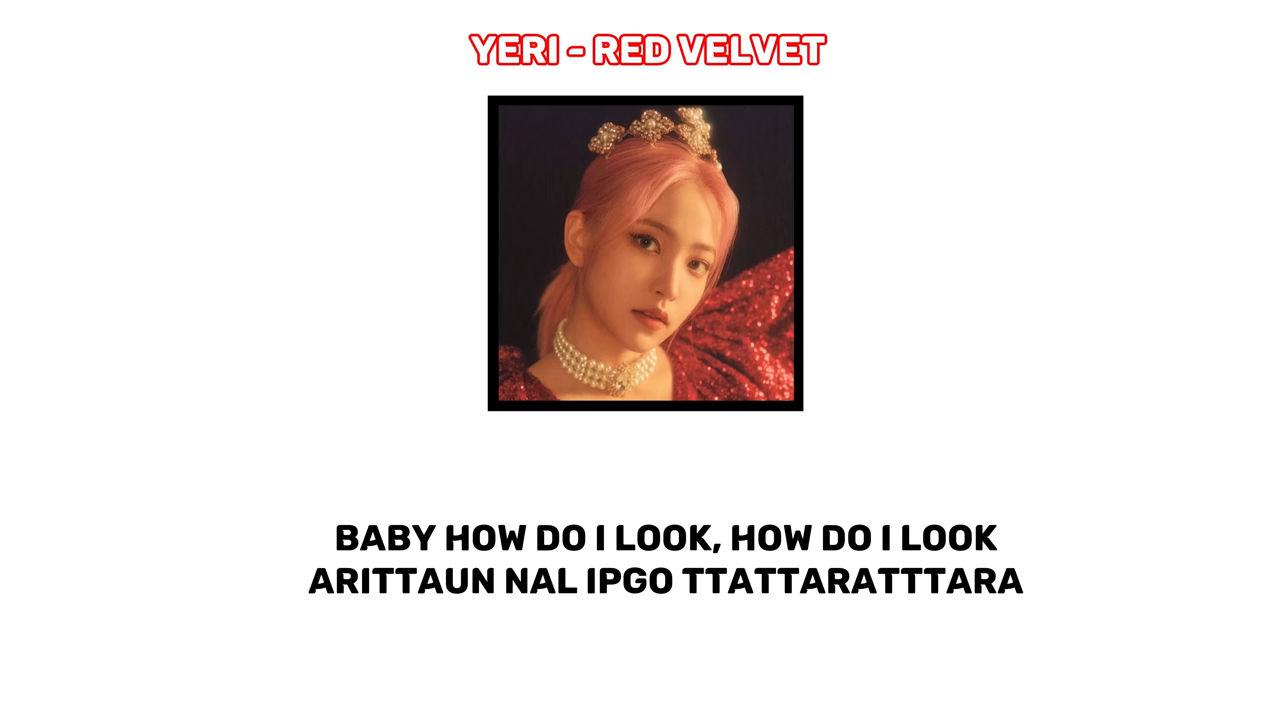 YERI - RED VELVET
BABY HOW DO I LOOK, HOW DO I LOOK
ARITTAUN NAL IPGO TTATTARATTTARA